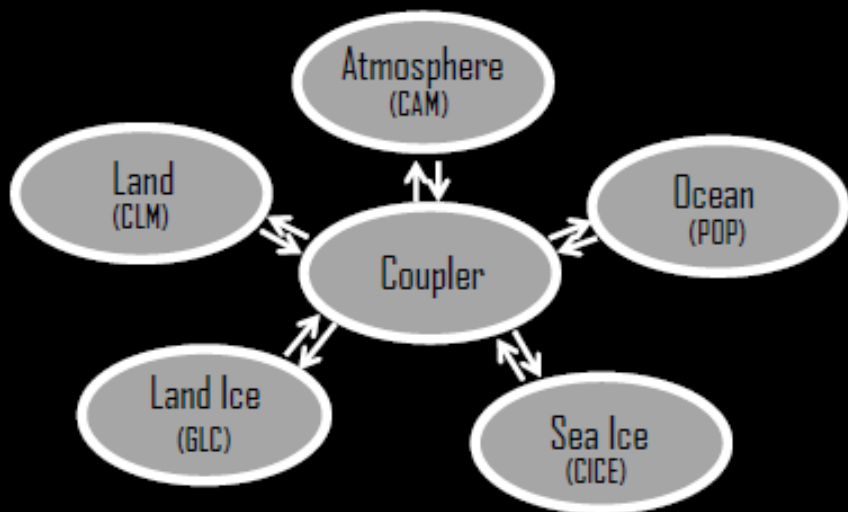 Atmosphere
(CAM)
Land
(CLM)
Ocean
(POP)
Coupler
Land Ice
(GLC)
Sea Ice
(CICE)